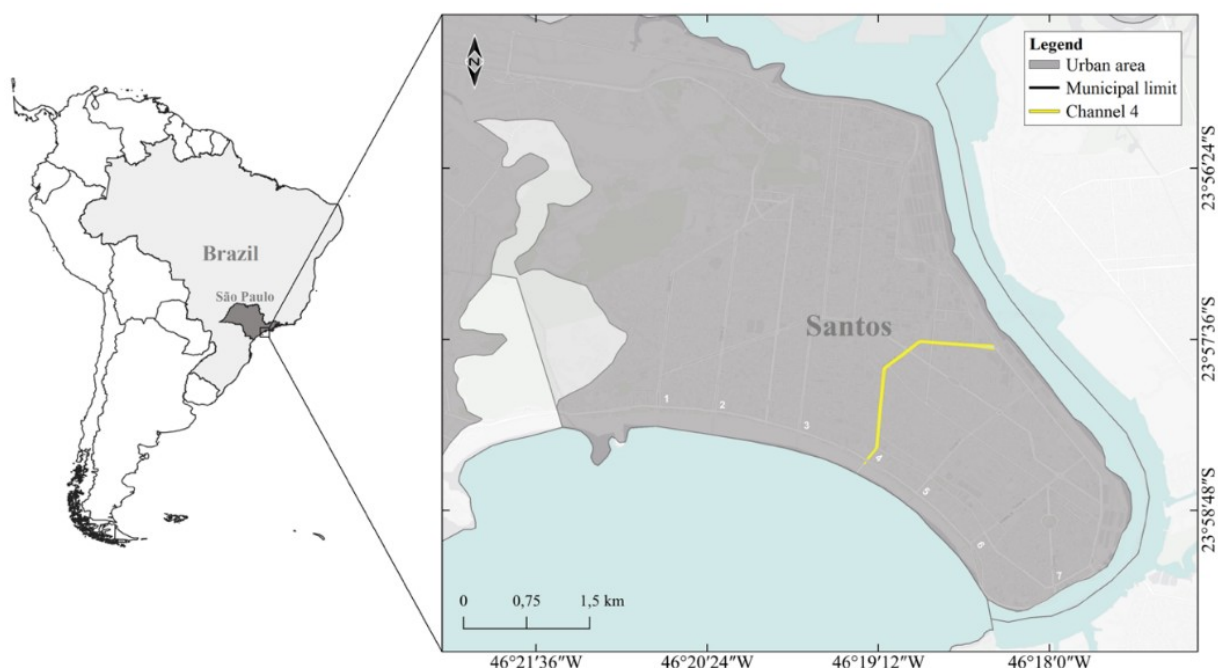 Brazil
São Paulo
N
Legend
Urban area
Municipal limit
Channel 4
Santos
1
2
3
4
5
6
7
0
0,75
1,5 km
23°56'24"S
23°57'36"S
23°58'48"S
46°21'36"W
46°20'24"W
46°19'12"W
46°18'0"W